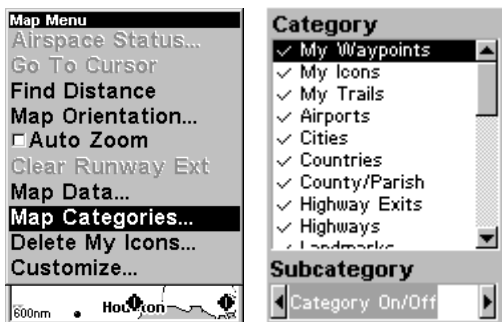 Map Menu
Airspace Status...
Go To Cursor
Find Distance
Map Orientation...
Auto Zoom
Clear Runway Ext
Map Data...
Map Categories...
Delete My Icons...
Customize...
600nm
Houston
Category
My Waypoints
My Icons
My Trails
Airports
Cities
Countries
County/Parish
Highway Exits
Highways
Landmarks
Subcategory
Category On/Off